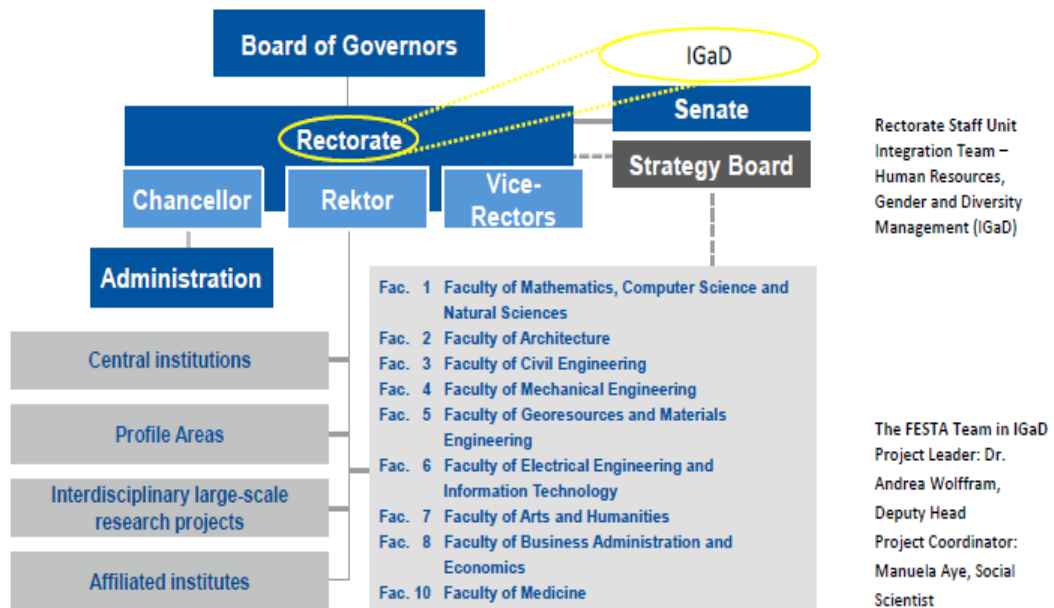 Board of Governors
IGaD
Rectorate
Senate
Strategy Board
Chancellor
Rektor
Vice-
Rectors
Administration
Central institutions
Profile Areas
Interdisciplinary large-scale
research projects
Affiliated institutes
Fac. 1 Faculty of Mathematics, Computer Science and
Natural Sciences
Fac. 2 Faculty of Architecture
Fac. 3 Faculty of Civil Engineering
Fac. 4 Faculty of Mechanical Engineering
Fac. 5 Faculty of Georesources and Materials
Engineering
Fac. 6 Faculty of Electrical Engineering and
Information Technology
Fac. 7 Faculty of Arts and Humanities
Fac. 8 Faculty of Business Administration and
Economics
Fac. 10 Faculty of Medicine
Rectorate Staff Unit
Integration Team –
Human Resources,
Gender and Diversity
Management (IGaD)
The FESTA Team in IGaD
Project Leader: Dr.
Andrea Wolffram,
Deputy Head
Project Coordinator:
Manuela Aye, Social
Scientist